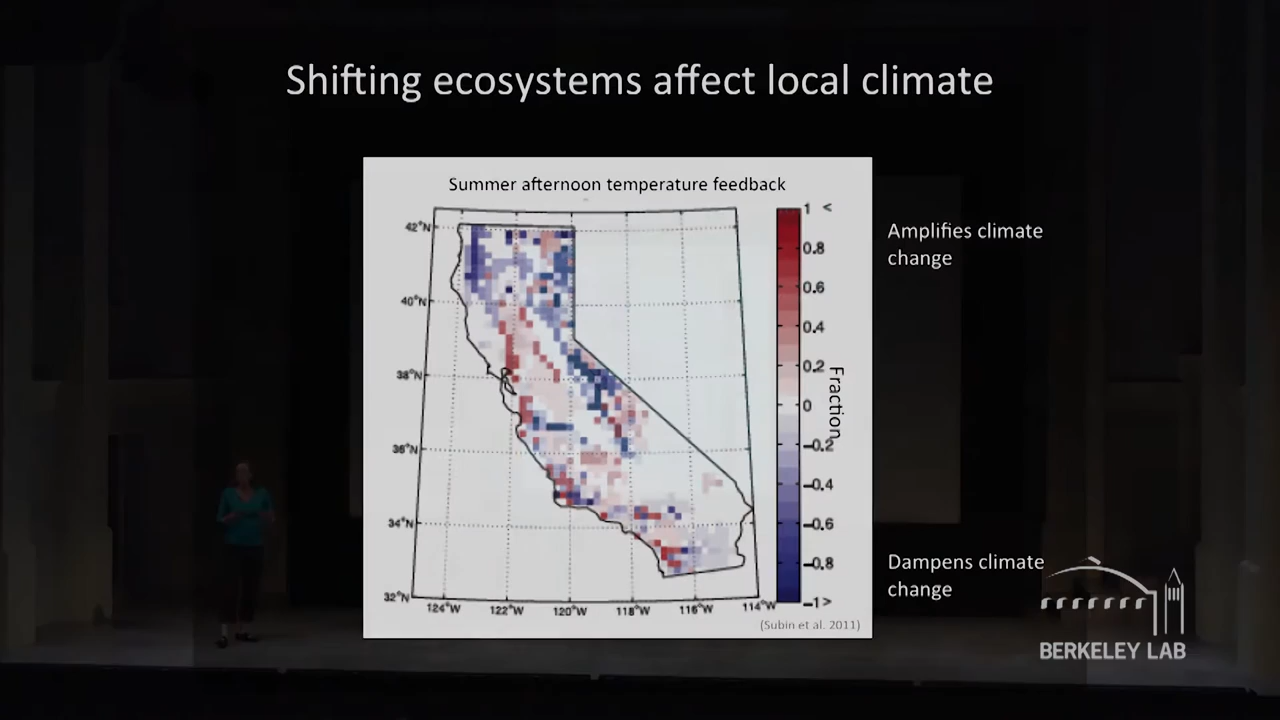 Shifting ecosystems affect local climate
Summer afternoon temperature feedback
42°N
40°N
38°N
36°N
34°N
32°N
124°W
122°W
120°W
118°W
116°W
114°W
1 <
0.8
0.6
0.4
0.2
0
−0.2
−0.4
−0.6
−0.8
−1 >
Fraction
(Subin et al. 2011)
Amplifies climate
change
Dampens climate
change
BERKELEY LAB